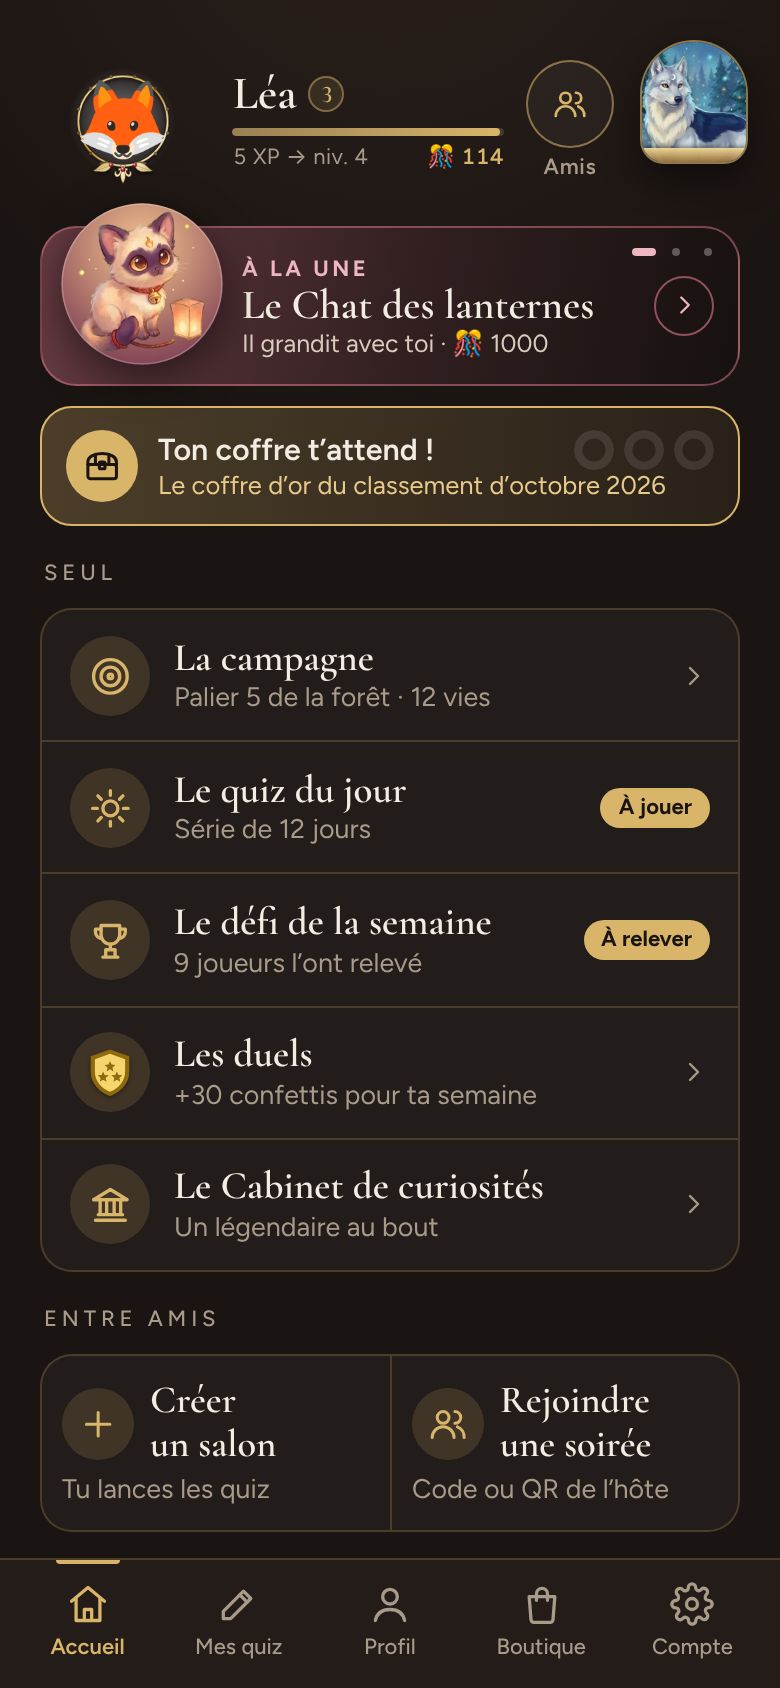 Léa 3
5 XP → niv. 4 🎊 114
Amis
À LA UNE
Le Chat des lanternes
Il grandit avec toi · 🎊 1000
Ton coffre t’attend !
Le coffre d’or du classement d’octobre 2026
SEUL
La campagne
Palier 5 de la forêt · 12 vies
Le quiz du jour
Série de 12 jours
À jouer
Le défi de la semaine
9 joueurs l’ont relevé
À relever
Les duels
+30 confettis pour ta semaine
Le Cabinet de curiosités
Un légendaire au bout
ENTRE AMIS
Créer
un salon
Tu lances les quiz
Rejoindre
une soirée
Code ou QR de l’hôte
Accueil
Mes quiz
Profil
Boutique
Compte